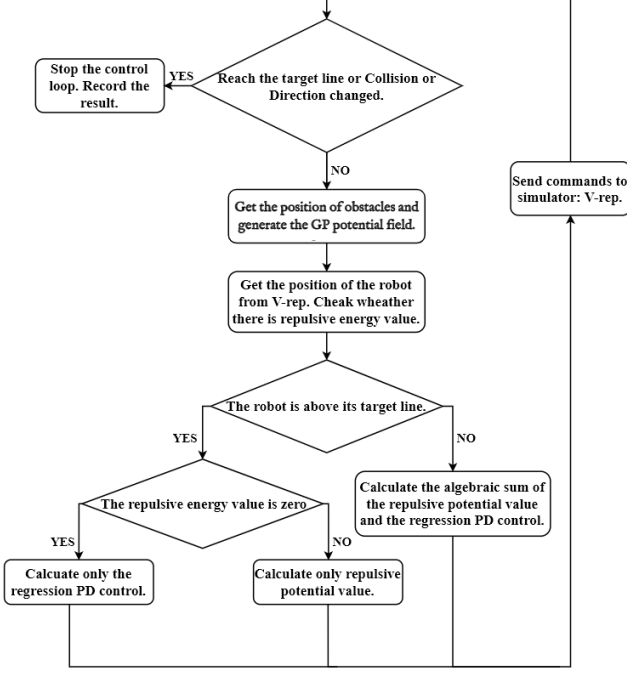 Reach the target line or Collision or
Direction changed.
YES
Stop the control
loop. Record the
result.
NO
Send commands to
simulator: V-rep.
Get the position of obstacles and
generate the GP potential field.
Get the position of the robot
from V-rep. Cheak wheather
there is repulsive energy value.
The robot is above its target line.
YES
NO
The repulsive energy value is zero
Calculate the algebraic sum of
the repulsive potential value
and the regression PD control.
YES
NO
Calcuate only the
regression PD control.
Calculate only repulsive
potential value.